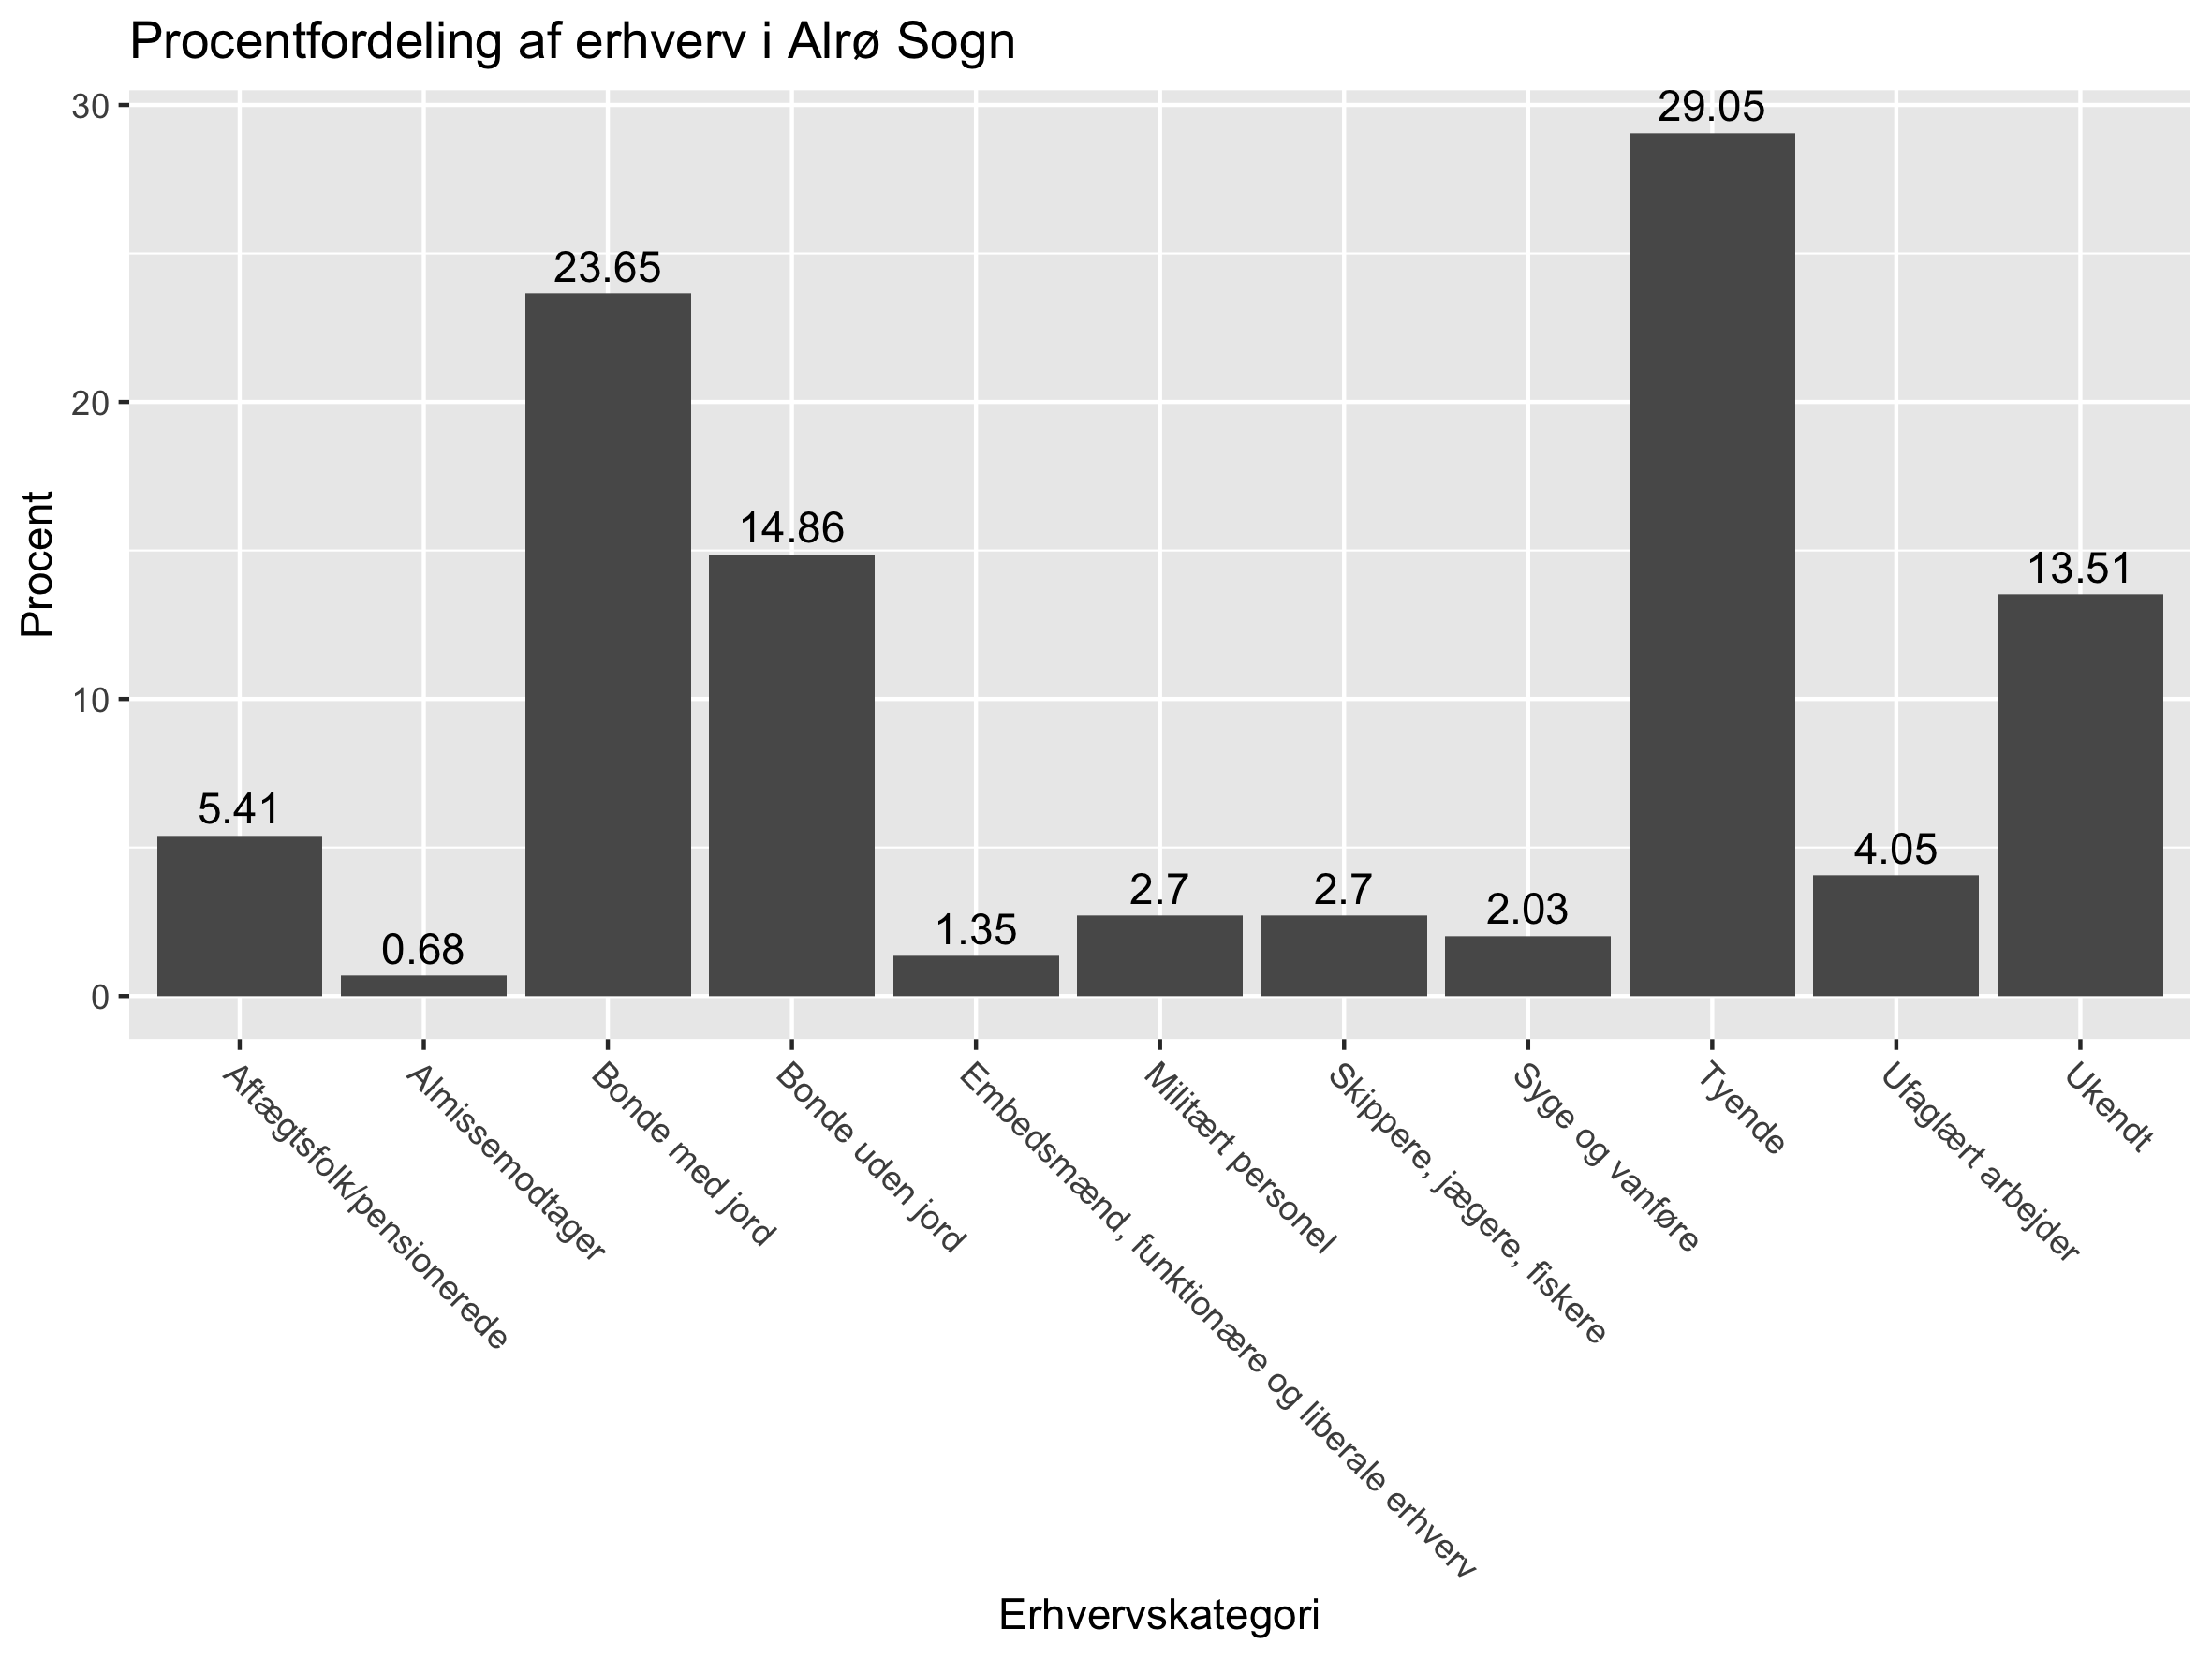 Procentfordeling af erhverv i Alrø Sogn
Procent
30
20
10
0
5.41
0.68
23.65
14.86
1.35
2.7
2.7
2.03
29.05
4.05
13.51
Aftægtsfolk/pensionerede
Almissemodtager
Bonde med jord
Bonde uden jord
Embedsmænd, funktionære og liberale erhverv
Militært personel
Skippere, jægere, fiskere
Syge og vanføre
Tyende
Ufaglært arbejder
Ukendt
Erhvervskategori